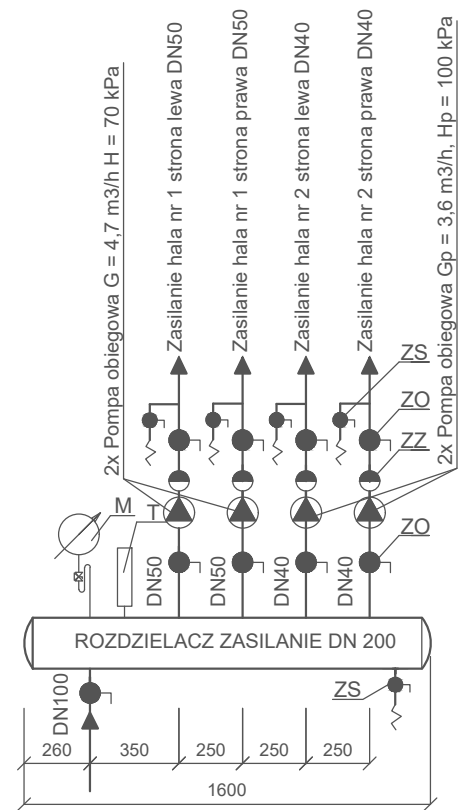 2x Pompa obiegowa G = 4,7 m3/h H = 70 kPa
Zasilanie hala nr 1 strona lewa DN50
Zasilanie hala nr 1 strona prawa DN50
Zasilanie hala nr 2 strona lewa DN40
Zasilanie hala nr 2 strona prawa DN40
2x Pompa obiegowa Gp = 3,6 m3/h, Hp = 100 kPa
ZS
ZO
ZZ
M
T
ZO
DN50
DN50
DN40
DN40
ROZDZIELACZ ZASILANIE DN 200
DN100
ZS
260
350
250
250
250
1600